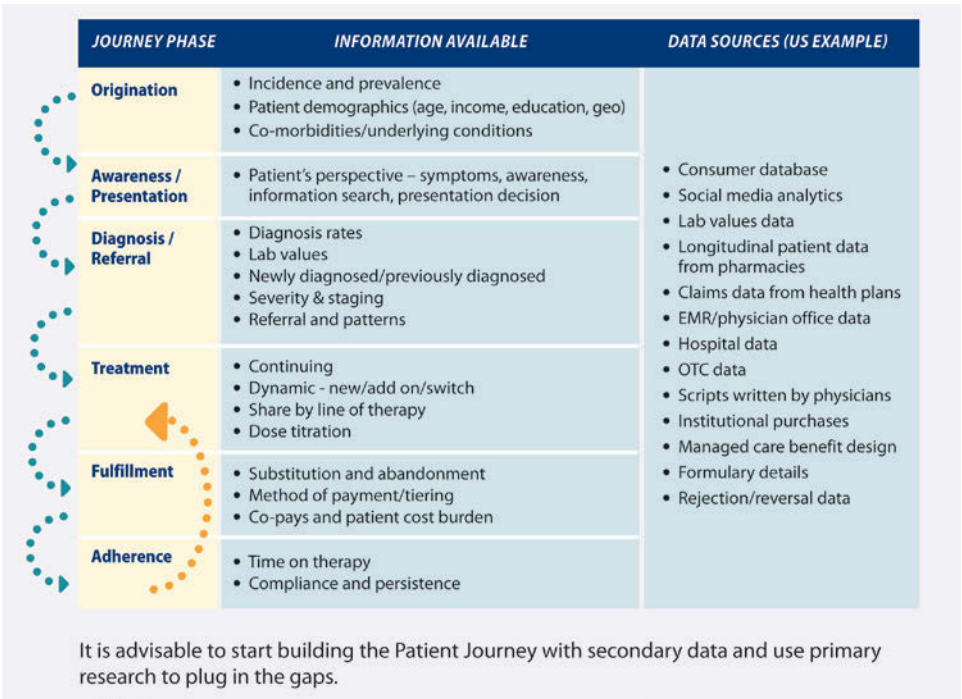 JOURNEY PHASE
INFORMATION AVAILABLE
DATA SOURCES (US EXAMPLE)
Origination
• Incidence and prevalence
• Patient demographics (age, income, education, geo)
• Co-morbidities/underlying conditions
Awareness /
Presentation
• Patient's perspective – symptoms, awareness,
information search, presentation decision
Diagnosis /
Referral
• Diagnosis rates
• Lab values
• Newly diagnosed/previously diagnosed
• Severity & staging
• Referral and patterns
Treatment
• Continuing
• Dynamic - new/add on/switch
• Share by line of therapy
• Dose titration
Fulfillment
• Substitution and abandonment
• Method of payment/tiering
• Co-pays and patient cost burden
Adherence
• Time on therapy
• Compliance and persistence
• Consumer database
• Social media analytics
• Lab values data
• Longitudinal patient data
from pharmacies
• Claims data from health plans
• EMR/physician office data
• Hospital data
• OTC data
• Scripts written by physicians
• Institutional purchases
• Managed care benefit design
• Formulary details
• Rejection/reversal data
It is advisable to start building the Patient Journey with secondary data and use primary
research to plug in the gaps.